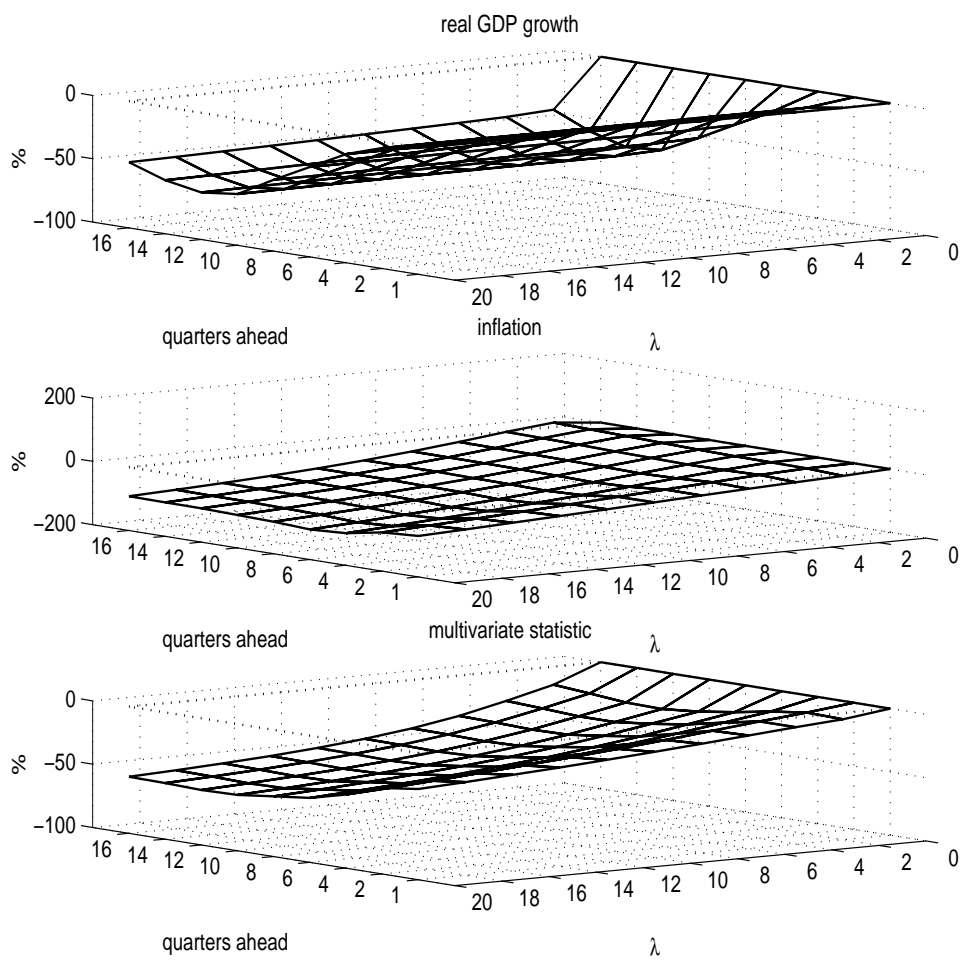 real GDP growth
0
−50
−100
%
16 14 12 10 8 6 4 2 1
20 18 16 14 12 10 8 6 4 2 0
quarters ahead
λ
inflation
200
0
−200
%
16 14 12 10 8 6 4 2 1
20 18 16 14 12 10 8 6 4 2 0
quarters ahead
λ
multivariate statistic
0
−50
−100
%
16 14 12 10 8 6 4 2 1
20 18 16 14 12 10 8 6 4 2 0
quarters ahead
λ